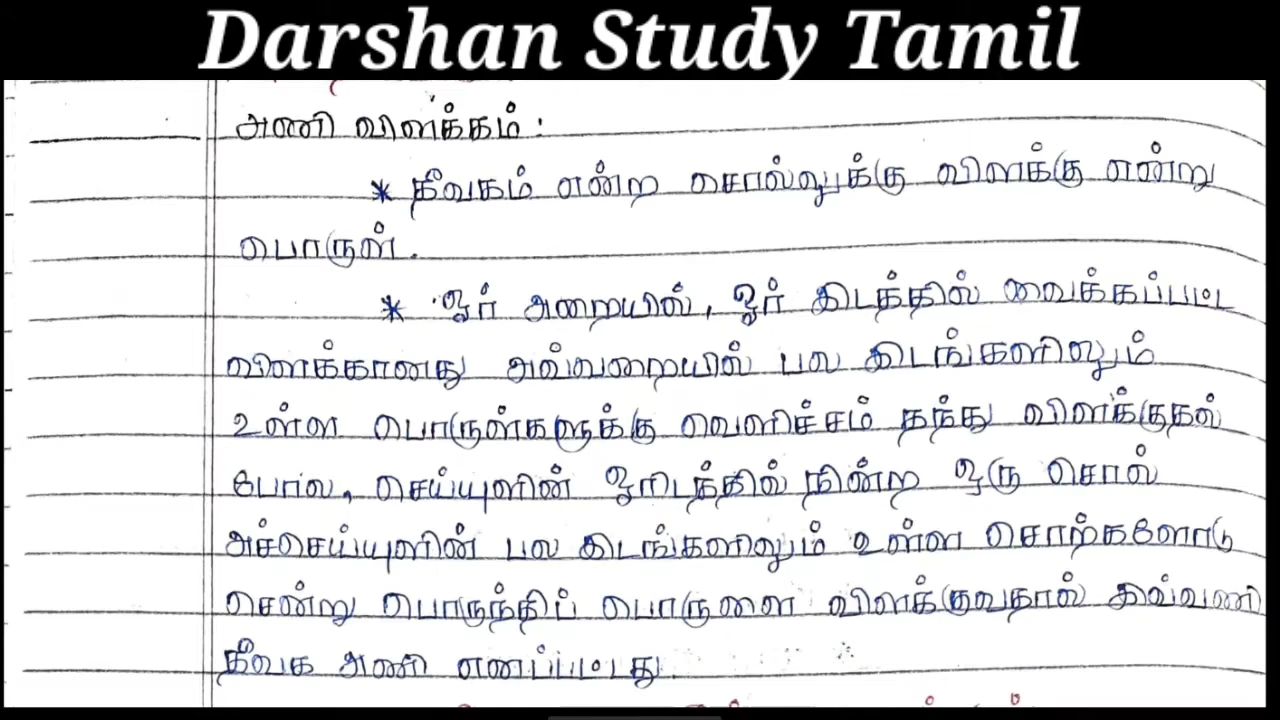 Darshan Study Tamil
அணி விளக்கம் :
* தீவகம் என்ற சொல்லுக்கு விளக்கு என்று
பொருள்.
* ஓர் அறையில், ஓர் இடத்தில் வைக்கப்பட்ட
விளக்கானது அவ்வறையில் பல இடங்களிலும்
உள்ள பொருள்களுக்கு வெளிச்சம் தந்து விளக்குதல்
போல, செய்யுளின் ஓரிடத்தில் நின்ற ஒரு சொல்
அச்செய்யுளின் பல இடங்களிலும் உள்ள சொற்களோடு
சென்று பொருந்திப் பொருளை விளக்குவதால் இவ்வணி
தீவக அணி எனப்பட்டது.